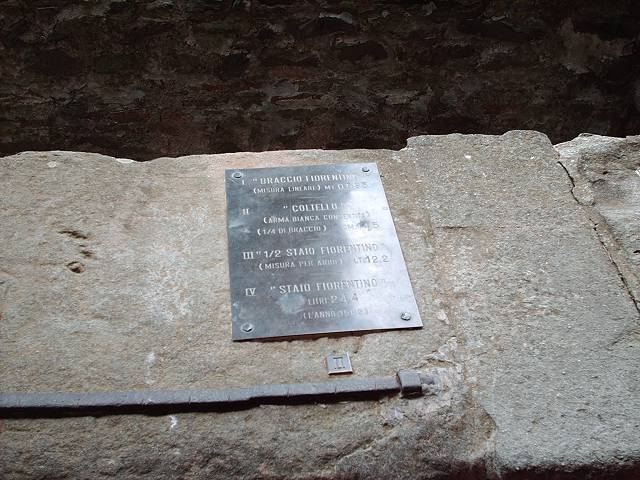 I "BRACCIO FIORENTINO"
(MISURA LINEARE)
II "COLTELLO"
(ARMA BIANCA
(1/4 DI BRACCIO)
III "1/2 STAIO FIORENTINO"
(MISURA PER LT. 12.2
IV "STAIO FIORENTINO"
LITRI 24.4
II